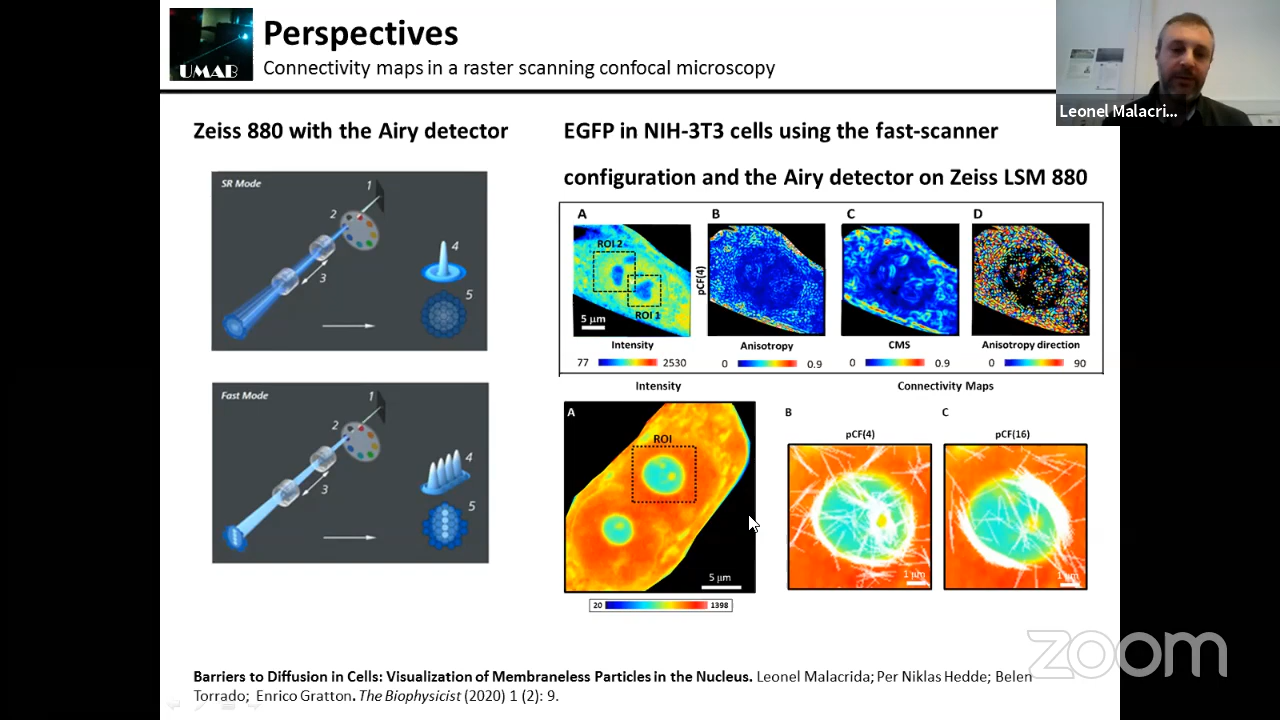 UMAB
Perspectives
Connectivity maps in a raster scanning confocal microscopy
Leonel Malacri...
Zeiss 880 with the Airy detector
SR Mode
1
2
3
4
5
Fast Mode
1
2
3
4
5
EGFP in NIH-3T3 cells using the fast-scanner
configuration and the Airy detector on Zeiss LSM 880
A B C D
ROI 2
ROI 1
5 μm
pCF(4)
Intensity Anisotropy CMS Anisotropy direction
77 2530 0 0.9 0 0.9 0 90
Intensity Connectivity Maps
A B C
pCF(4) pCF(16)
ROI
5 μm
1 μm
1 μm
20 1398
zoom
Barriers to Diffusion in Cells: Visualization of Membraneless Particles in the Nucleus. Leonel Malacrida; Per Niklas Hedde; Belen
Torrado; Enrico Gratton. The Biophysicist (2020) 1 (2): 9.